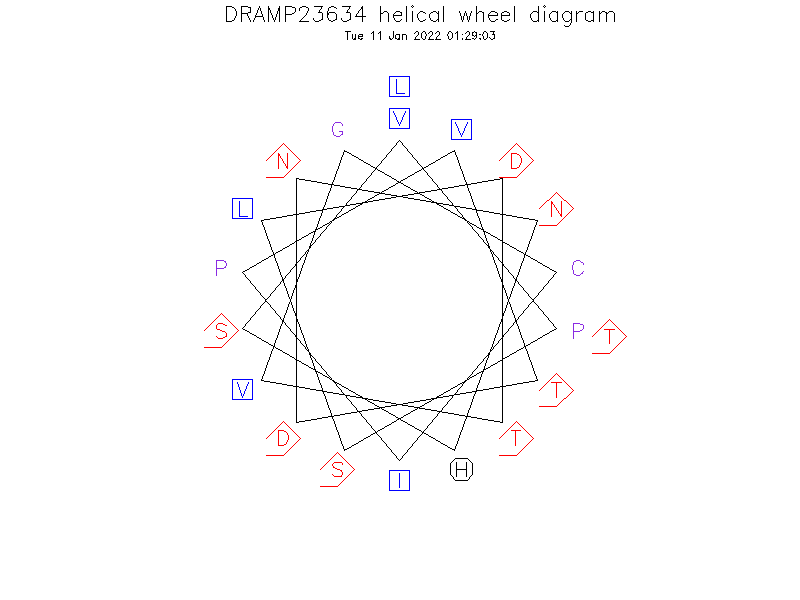 DRAMP23634 helical wheel diagram
Tue 11 Jan 2022 01:29:03
L
G V V
N D
L N
P C
S P T
V T
D T
S I H